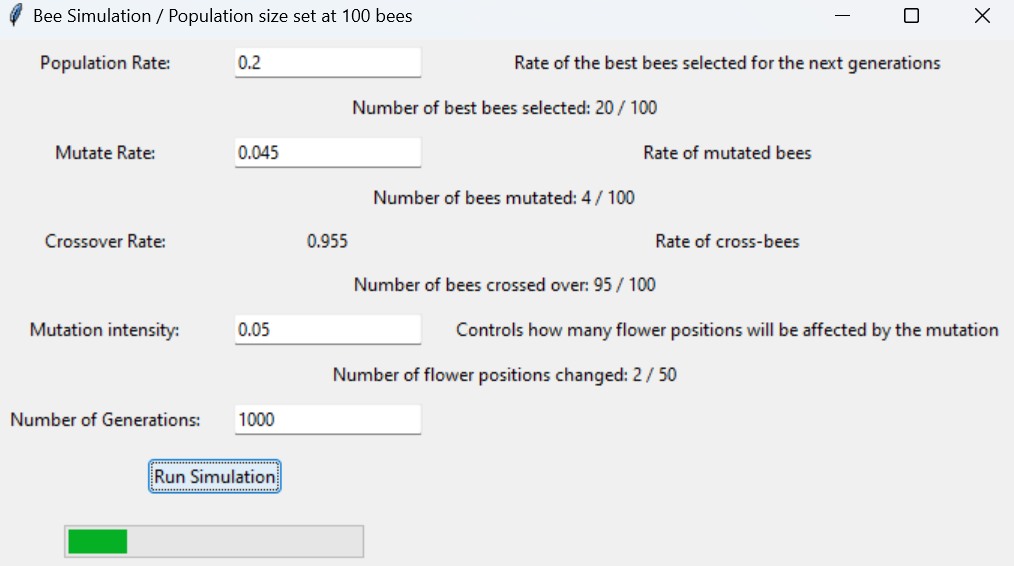 Bee Simulation / Population size set at 100 bees
Population Rate: 0.2 Rate of the best bees selected for the next generations
Number of best bees selected: 20 / 100
Mutate Rate: 0.045 Rate of mutated bees
Number of bees mutated: 4 / 100
Crossover Rate: 0.955 Rate of cross-bees
Number of bees crossed over: 95 / 100
Mutation intensity: 0.05 Controls how many flower positions will be affected by the mutation
Number of flower positions changed: 2 / 50
Number of Generations: 1000
Run Simulation